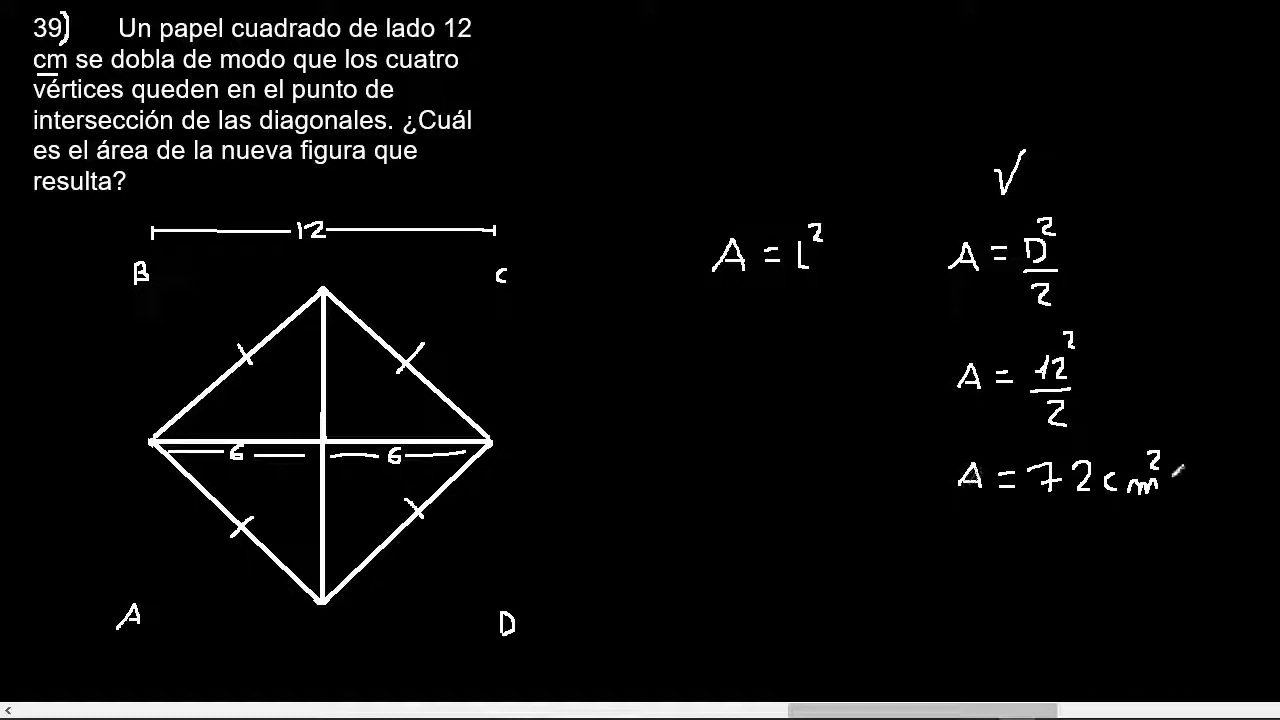 39) Un papel cuadrado de lado 12
cm se dobla de modo que los cuatro
vértices queden en el punto de
intersección de las diagonales. ¿Cuál
es el área de la nueva figura que
resulta?
12
B
C
6
6
A
D
A = L²
√
A = D²/2
A = 12²/2
A = 72cm²